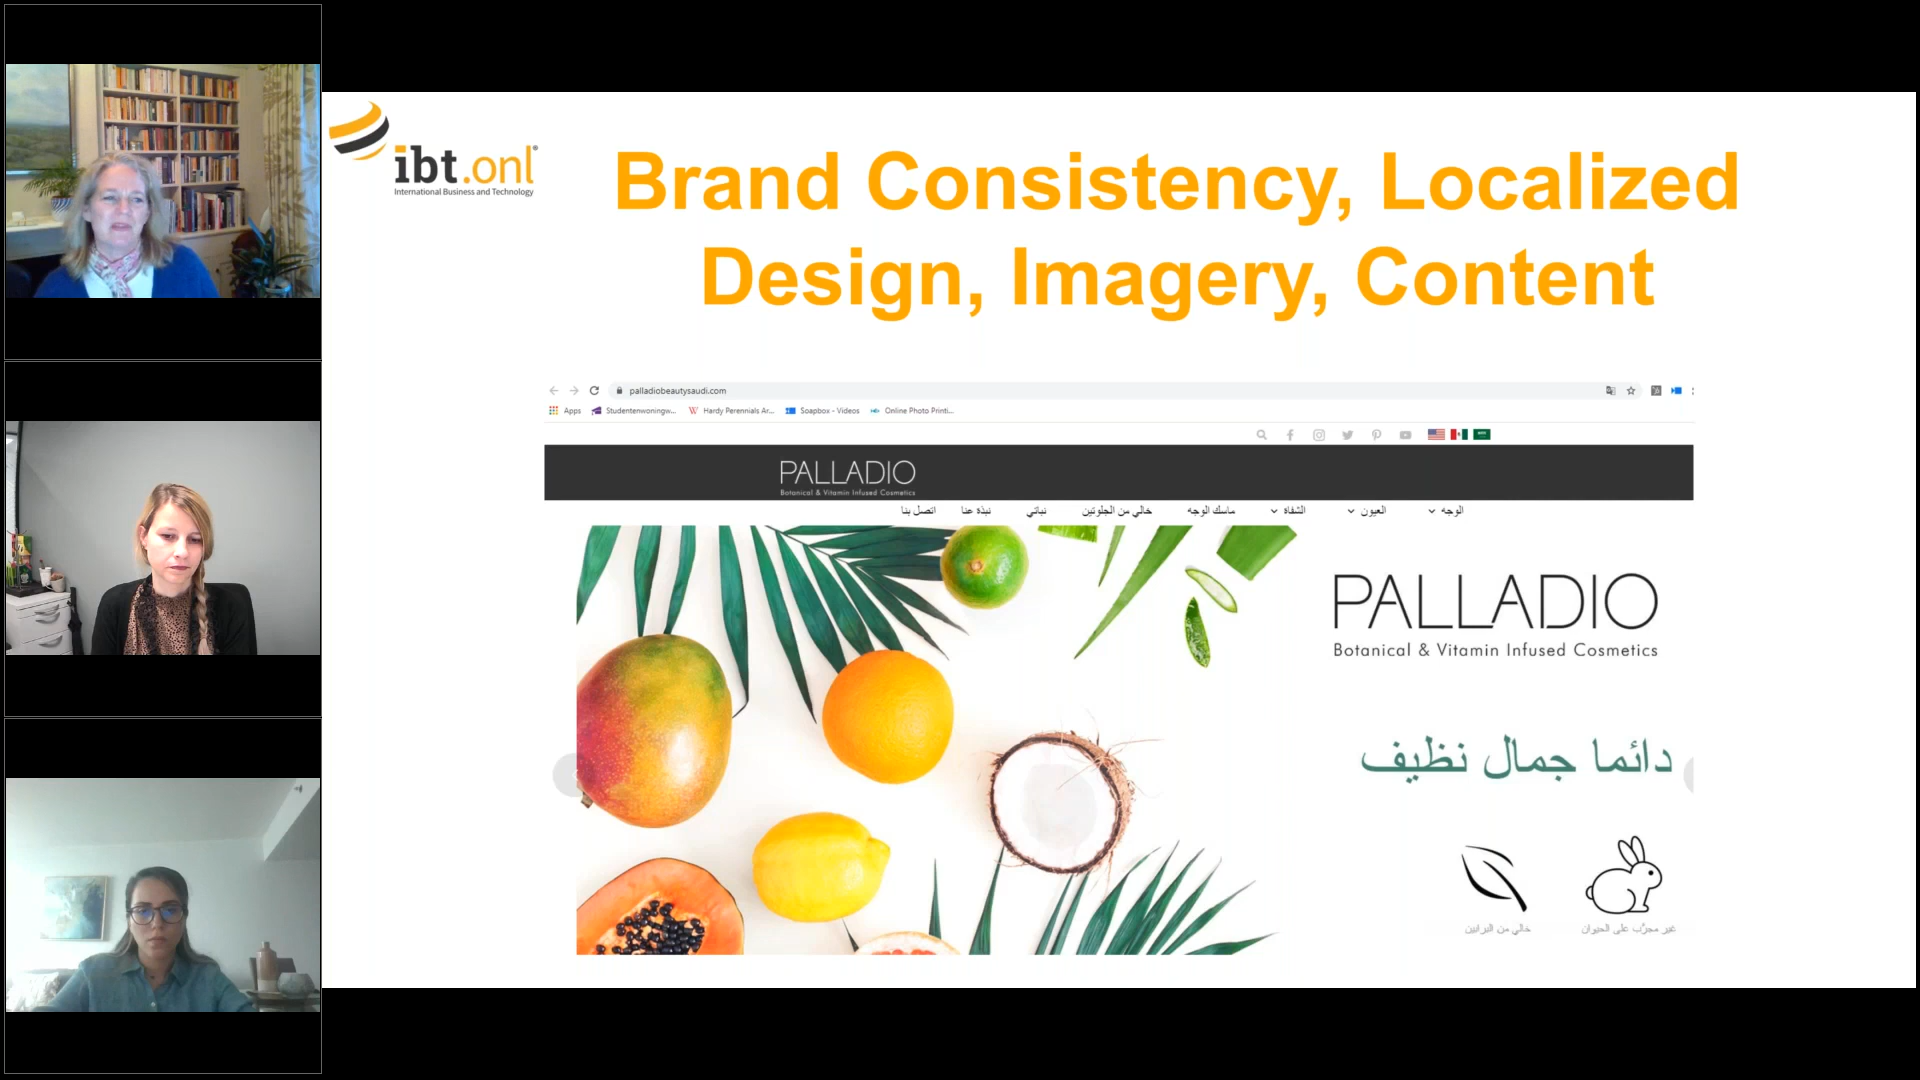 ibt.onl®
International Business and Technology
Brand Consistency, Localized
Design, Imagery, Content
palladiobeautysaudi.com
Apps Studentenwoningw... Hardy Perennials Ar... Soapbox - Videos Online Photo Printi...
PALLADIO
Botanical & Vitamin Infused Cosmetics
الوجه العيون الشفاة ماسك الوجه خالي من الجلوتين نباتي نبذة عنا اتصل بنا
PALLADIO
Botanical & Vitamin Infused Cosmetics
دائما جمال نظيف
غير مجرَّب على الحيوان
خالي من البرابين